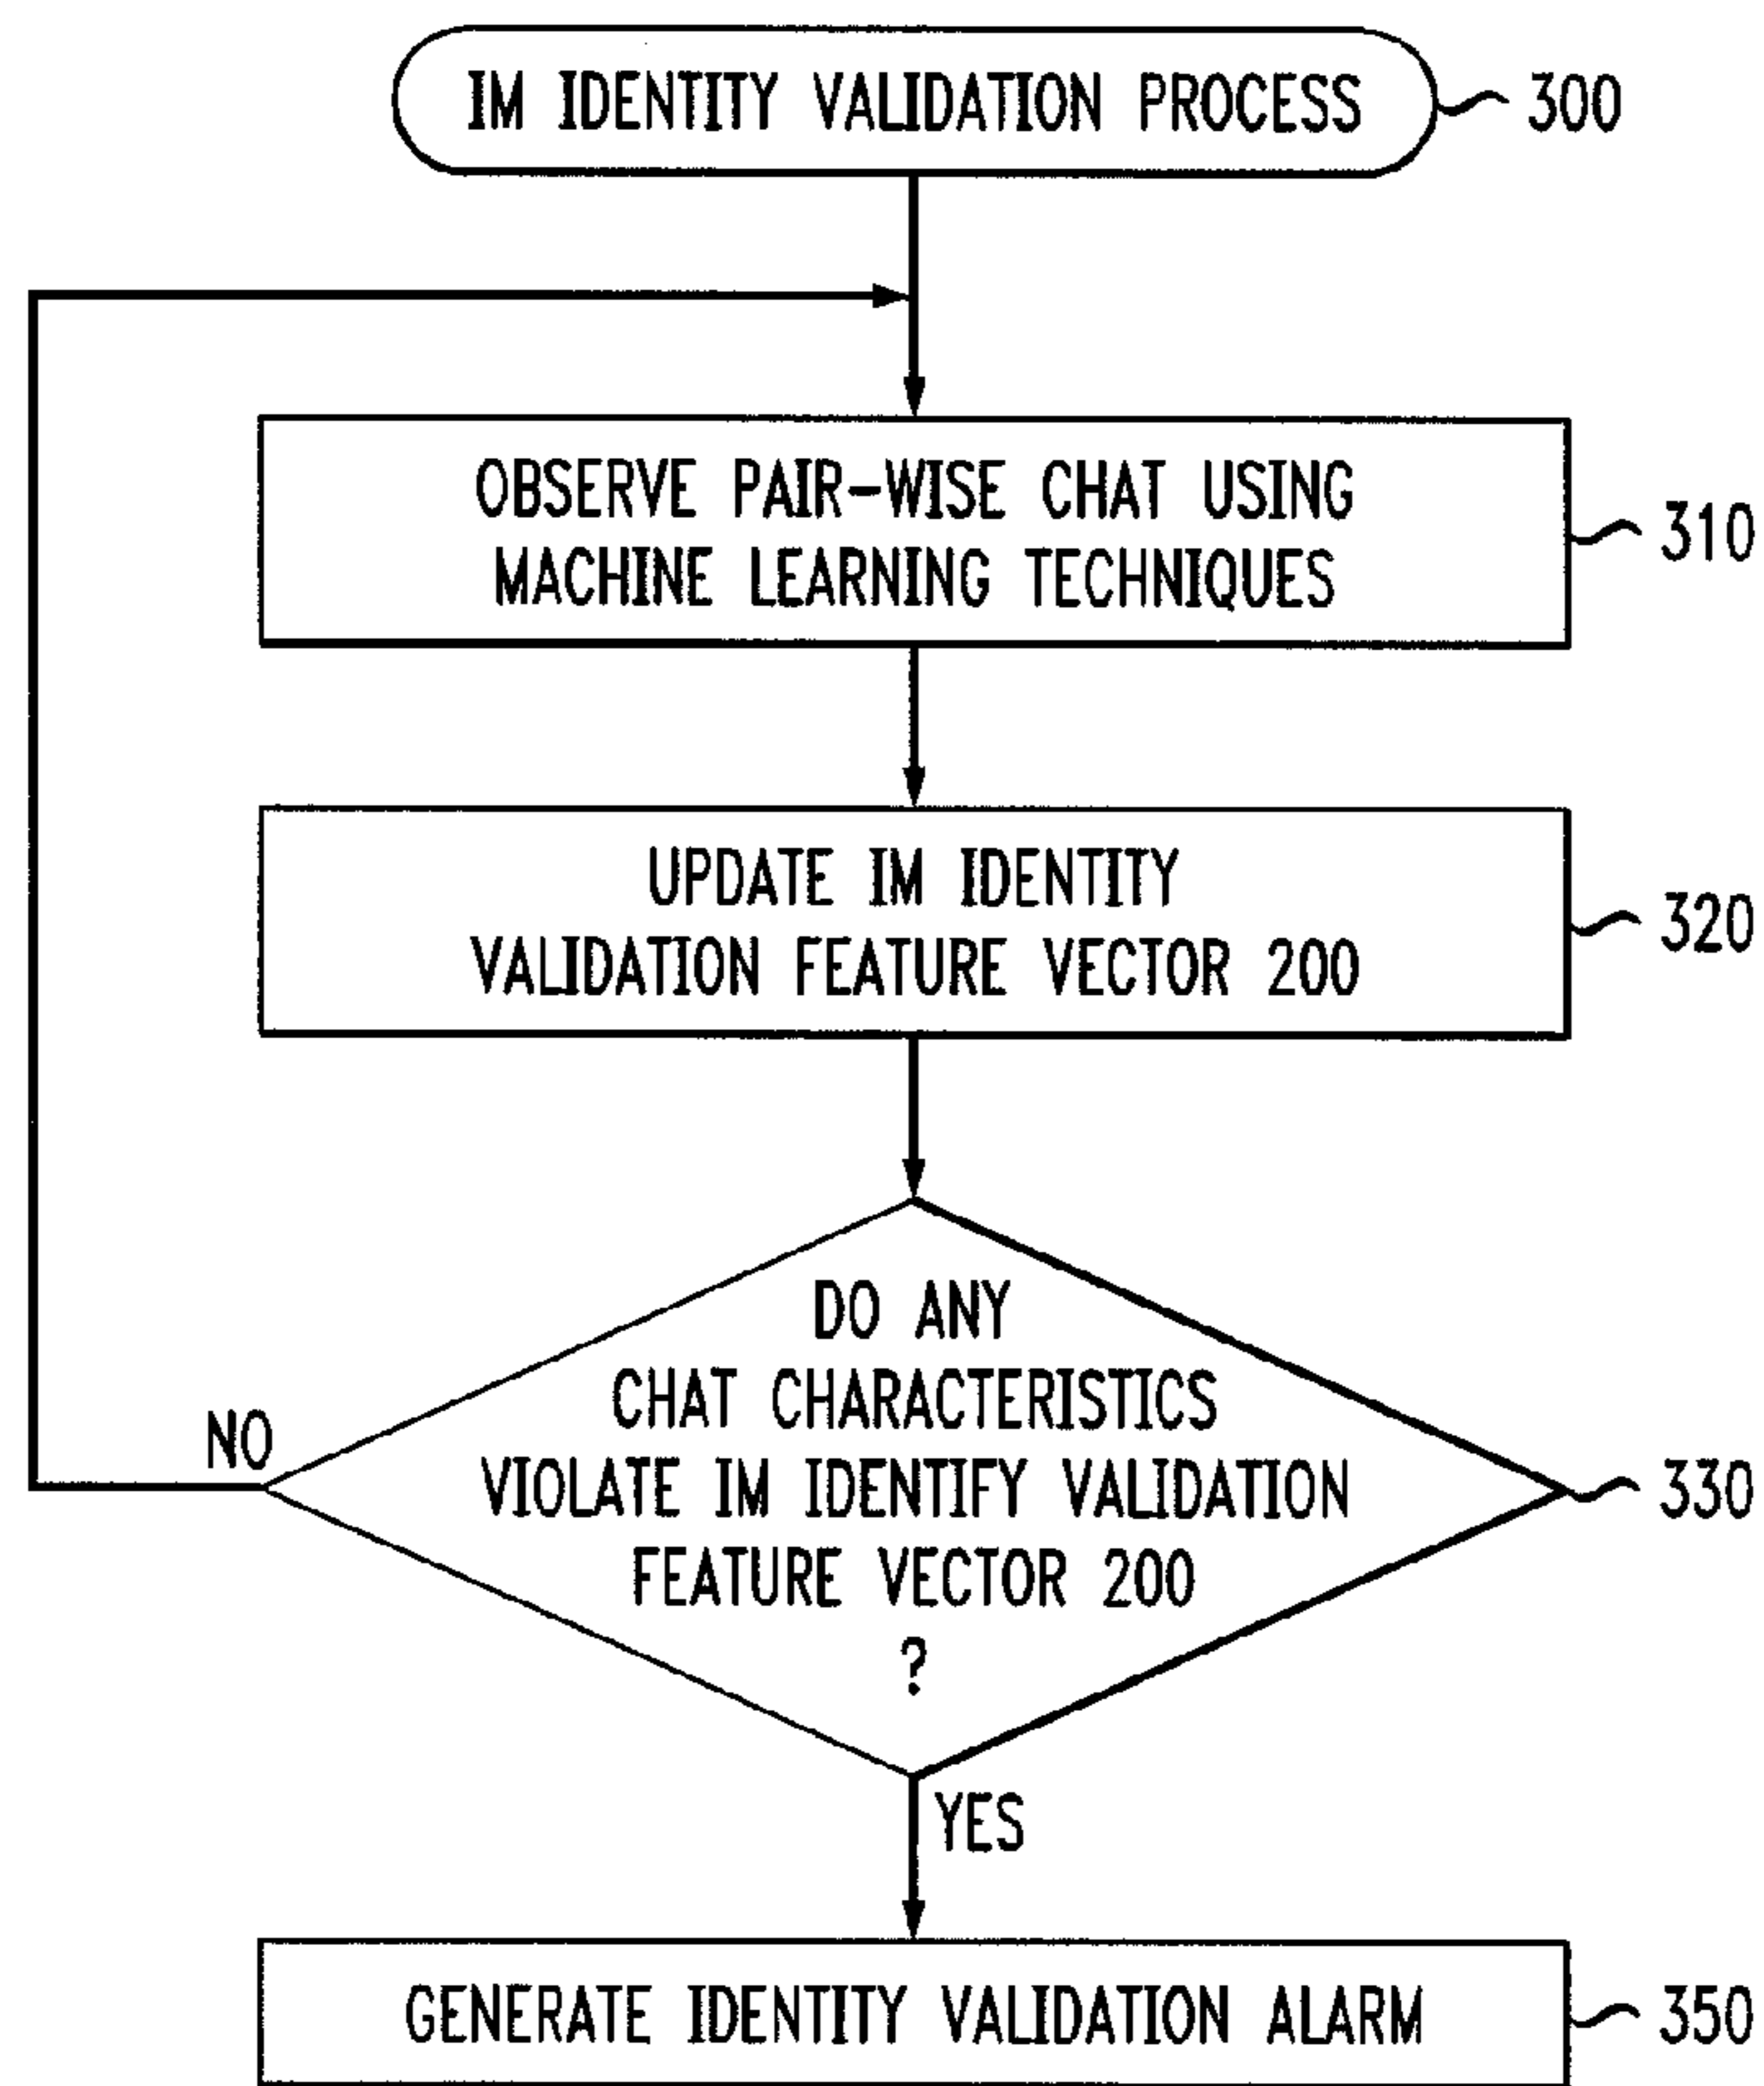 IM IDENTITY VALIDATION PROCESS
300
OBSERVE PAIR-WISE CHAT USING
MACHINE LEARNING TECHNIQUES
310
UPDATE IM IDENTITY
VALIDATION FEATURE VECTOR 200
320
DO ANY
CHAT CHARACTERISTICS
VIOLATE IM IDENTIFY VALIDATION
FEATURE VECTOR 200
?
330
NO
YES
GENERATE IDENTITY VALIDATION ALARM
350